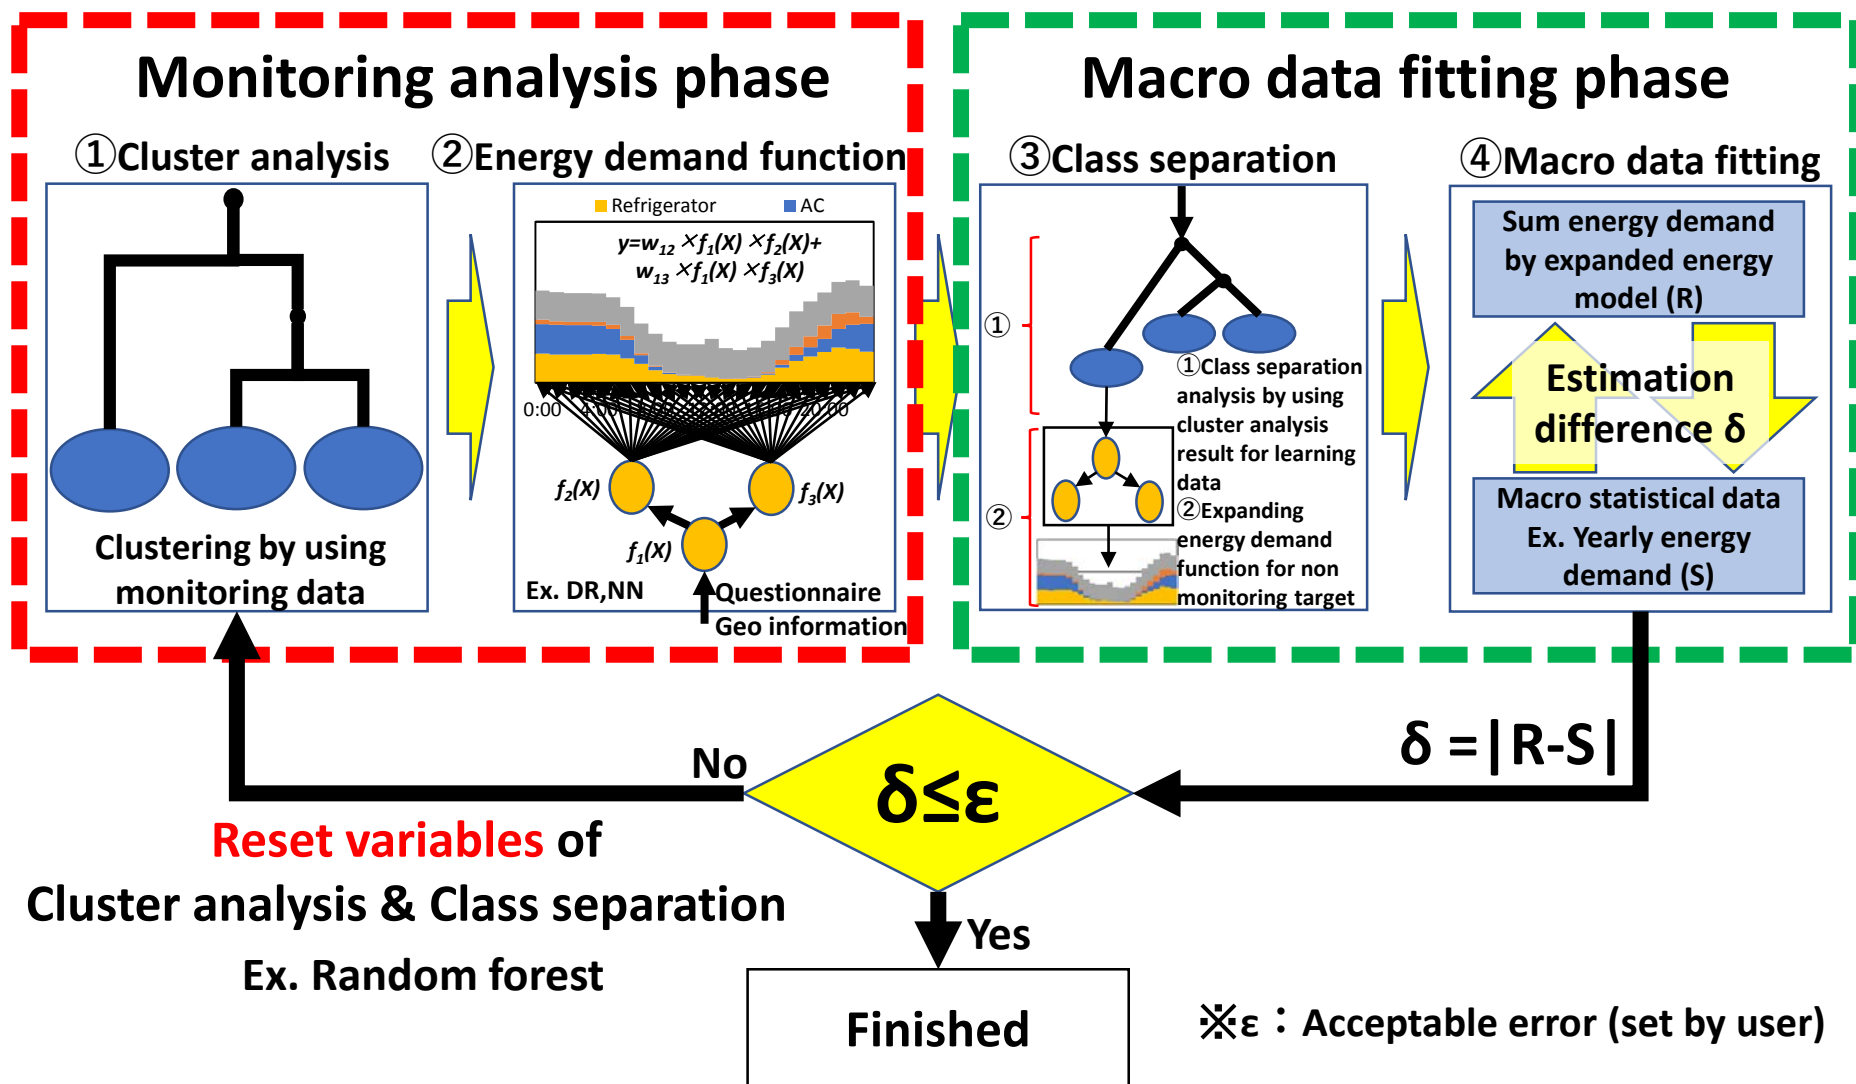 Monitoring analysis phase
①Cluster analysis
Clustering by using
monitoring data
②Energy demand function
Refrigerator
AC
y=w12 ×f1(X) ×f2(X)+
w13 ×f1(X) ×f3(X)
0:00
20:00
f2(X)
f3(X)
f1(X)
Ex. DR,NN
Questionnaire
Geo information
Macro data fitting phase
③Class separation
①
②
①Class separation
analysis by using
cluster analysis
result for learning
data
②Expanding
energy demand
function for non
monitoring target
④Macro data fitting
Sum energy demand
by expanded energy
model (R)
Estimation
difference δ
Macro statistical data
Ex. Yearly energy
demand (S)
δ =|R-S|
δ≤ε
No
Reset variables of
Cluster analysis & Class separation
Ex. Random forest
Yes
Finished
※ε：Acceptable error (set by user)